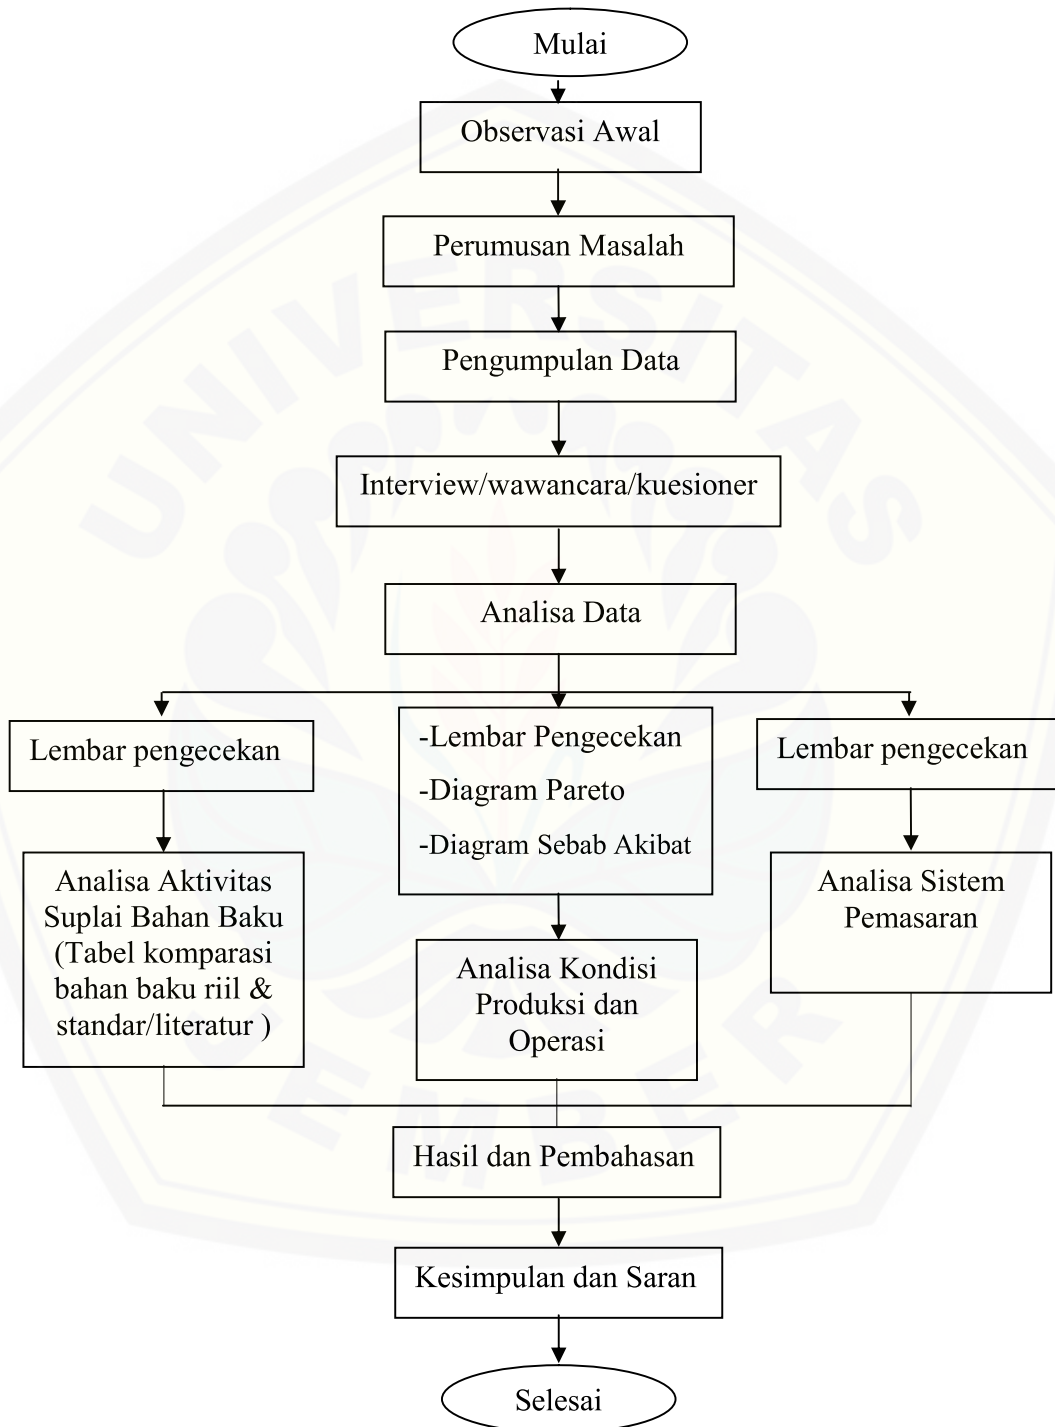 Mulai
Observasi Awal
Perumusan Masalah
Pengumpulan Data
Interview/wawancara/kuesioner
Analisa Data
Lembar pengecekan
-Lembar Pengecekan
-Diagram Pareto
-Diagram Sebab Akibat
Lembar pengecekan
Analisa Aktivitas
Suplai Bahan Baku
(Tabel komparasi
bahan baku riil &
standar/literatur )
Analisa Kondisi
Produksi dan
Operasi
Analisa Sistem
Pemasaran
Hasil dan Pembahasan
Kesimpulan dan Saran
Selesai
UNIVERSITAS
JEMBER